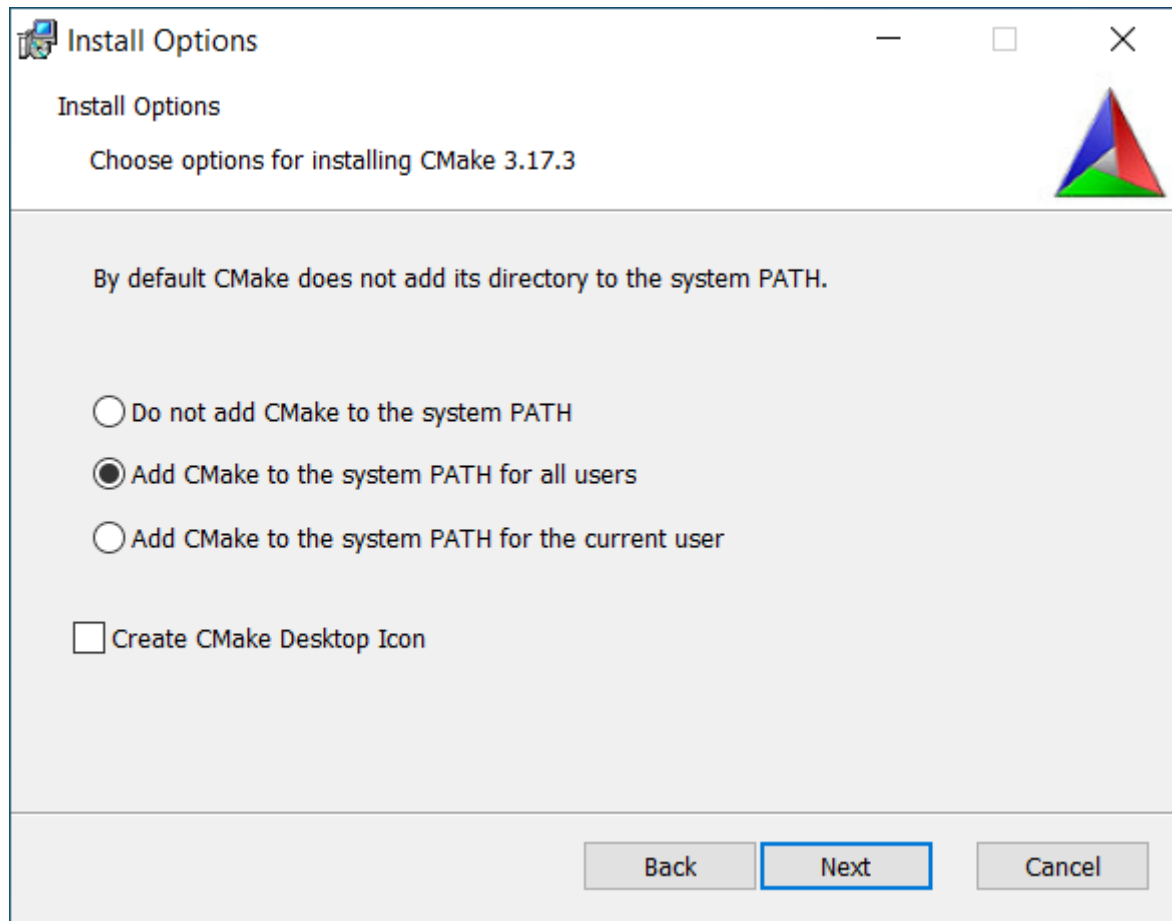 Install Options
Install Options
Choose options for installing CMake 3.17.3
By default CMake does not add its directory to the system PATH.
Do not add CMake to the system PATH
Add CMake to the system PATH for all users
Add CMake to the system PATH for the current user
Create CMake Desktop Icon
Back Next Cancel